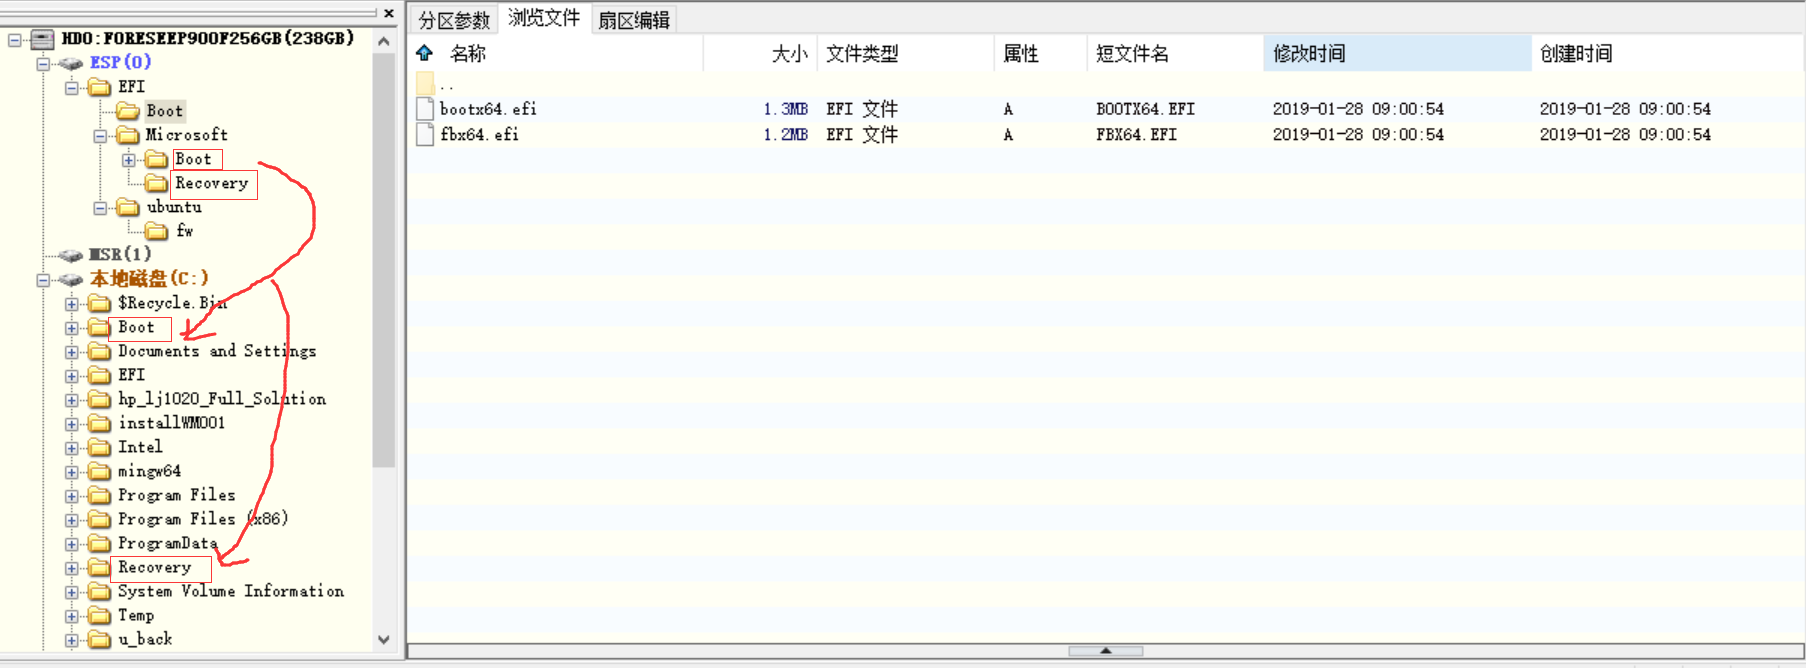 HD0:FORESEEP900F256GB(238GB)
ESP(0)
EFI
Boot
Microsoft
Boot
Recovery
ubuntu
fw
MSR(1)
本地磁盘(C:)
$Recycle.Bin
Boot
Documents and Settings
EFI
hp_lj1020_Full_Solution
installWM001
Intel
mingw64
Program Files
Program Files (x86)
ProgramData
Recovery
System Volume Information
Temp
u_back
分区参数 浏览文件 扇区编辑
名称 大小 文件类型 属性 短文件名 修改时间 创建时间
..
bootx64.efi 1.3MB EFI 文件 A BOOTX64.EFI 2019-01-28 09:00:54 2019-01-28 09:00:54
fbx64.efi 1.2MB EFI 文件 A FBX64.EFI 2019-01-28 09:00:54 2019-01-28 09:00:54